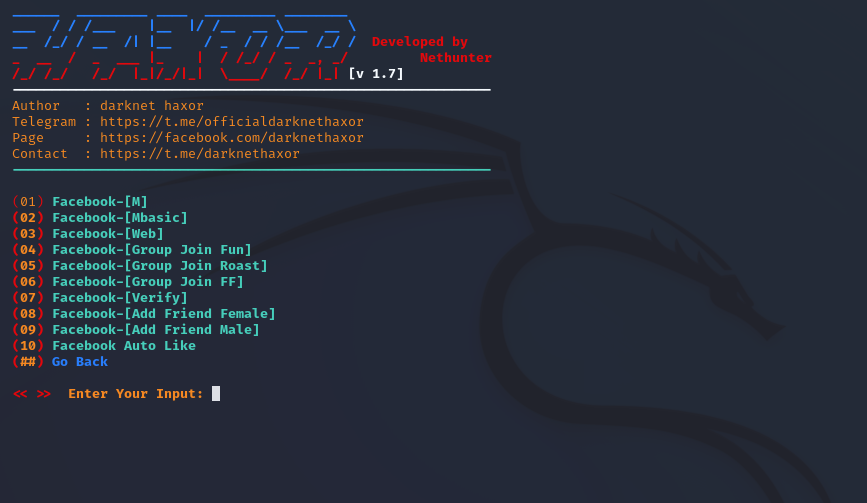 Developed by
Nethunter
[v 1.7]
Author   : darknet haxor
Telegram : https://t.me/officialdarknethaxor
Page     : https://facebook.com/darknethaxor
Contact  : https://t.me/darknethaxor
(01) Facebook-[M]
(02) Facebook-[Mbasic]
(03) Facebook-[Web]
(04) Facebook-[Group Join Fun]
(05) Facebook-[Group Join Roast]
(06) Facebook-[Group Join FF]
(07) Facebook-[Verify]
(08) Facebook-[Add Friend Female]
(09) Facebook-[Add Friend Male]
(10) Facebook Auto Like
(##) Go Back
<< >>  Enter Your Input: